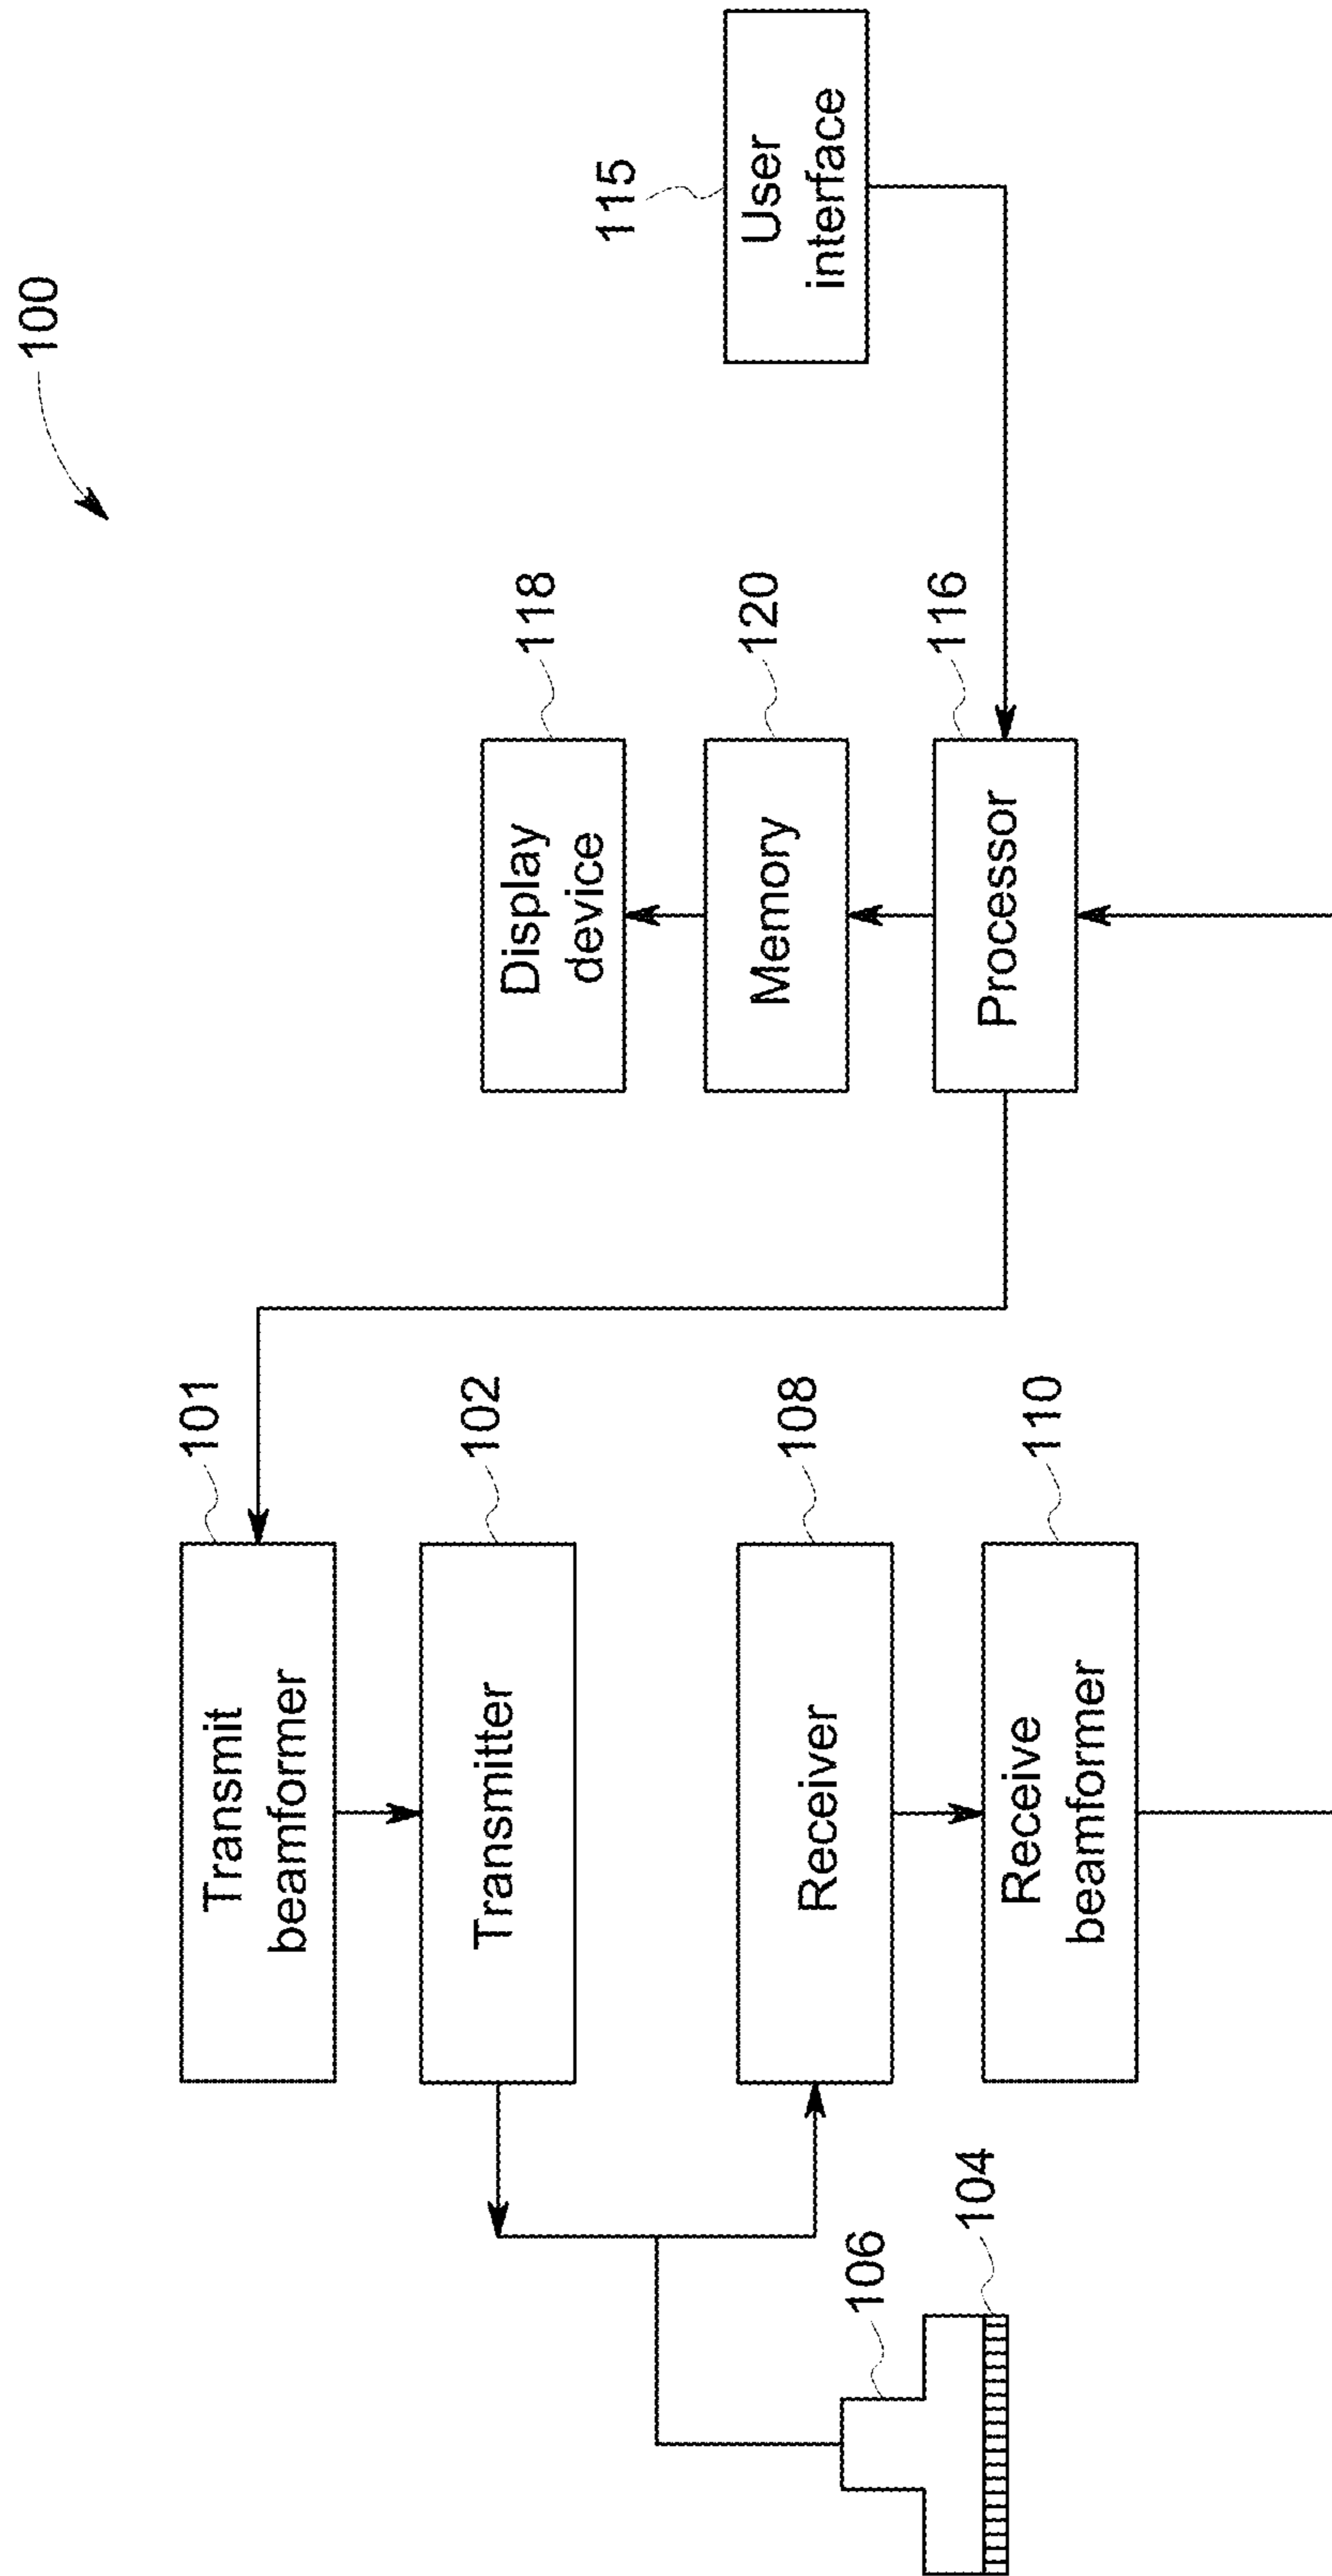 100
101
Transmit
beamformer
102
Transmitter
108
Receiver
110
Receive
beamformer
106
104
118
Display
device
120
Memory
116
Processor
115
User
interface